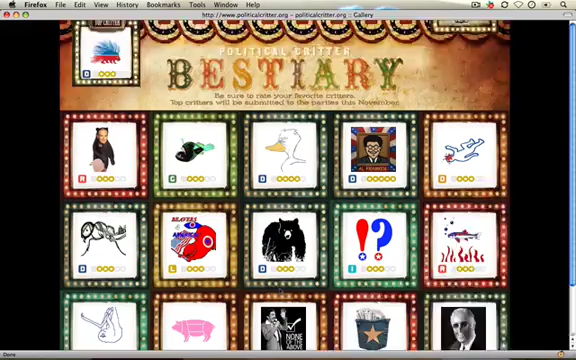 Firefox File Edit View History Bookmarks Tools Window Help
http://www.politicalcritter.org - politicalcritter.org :: Gallery
TOP CRITTER
D
POLITICAL CRITTER
BESTIARY
Be sure to rate your favorite critters.
Top critters will be submitted to the parties this November.
AL FRANKEN
R
G
D
D
BEAVERS
L
D
I
R
!?
NONE
OF THE
ABOVE
Done